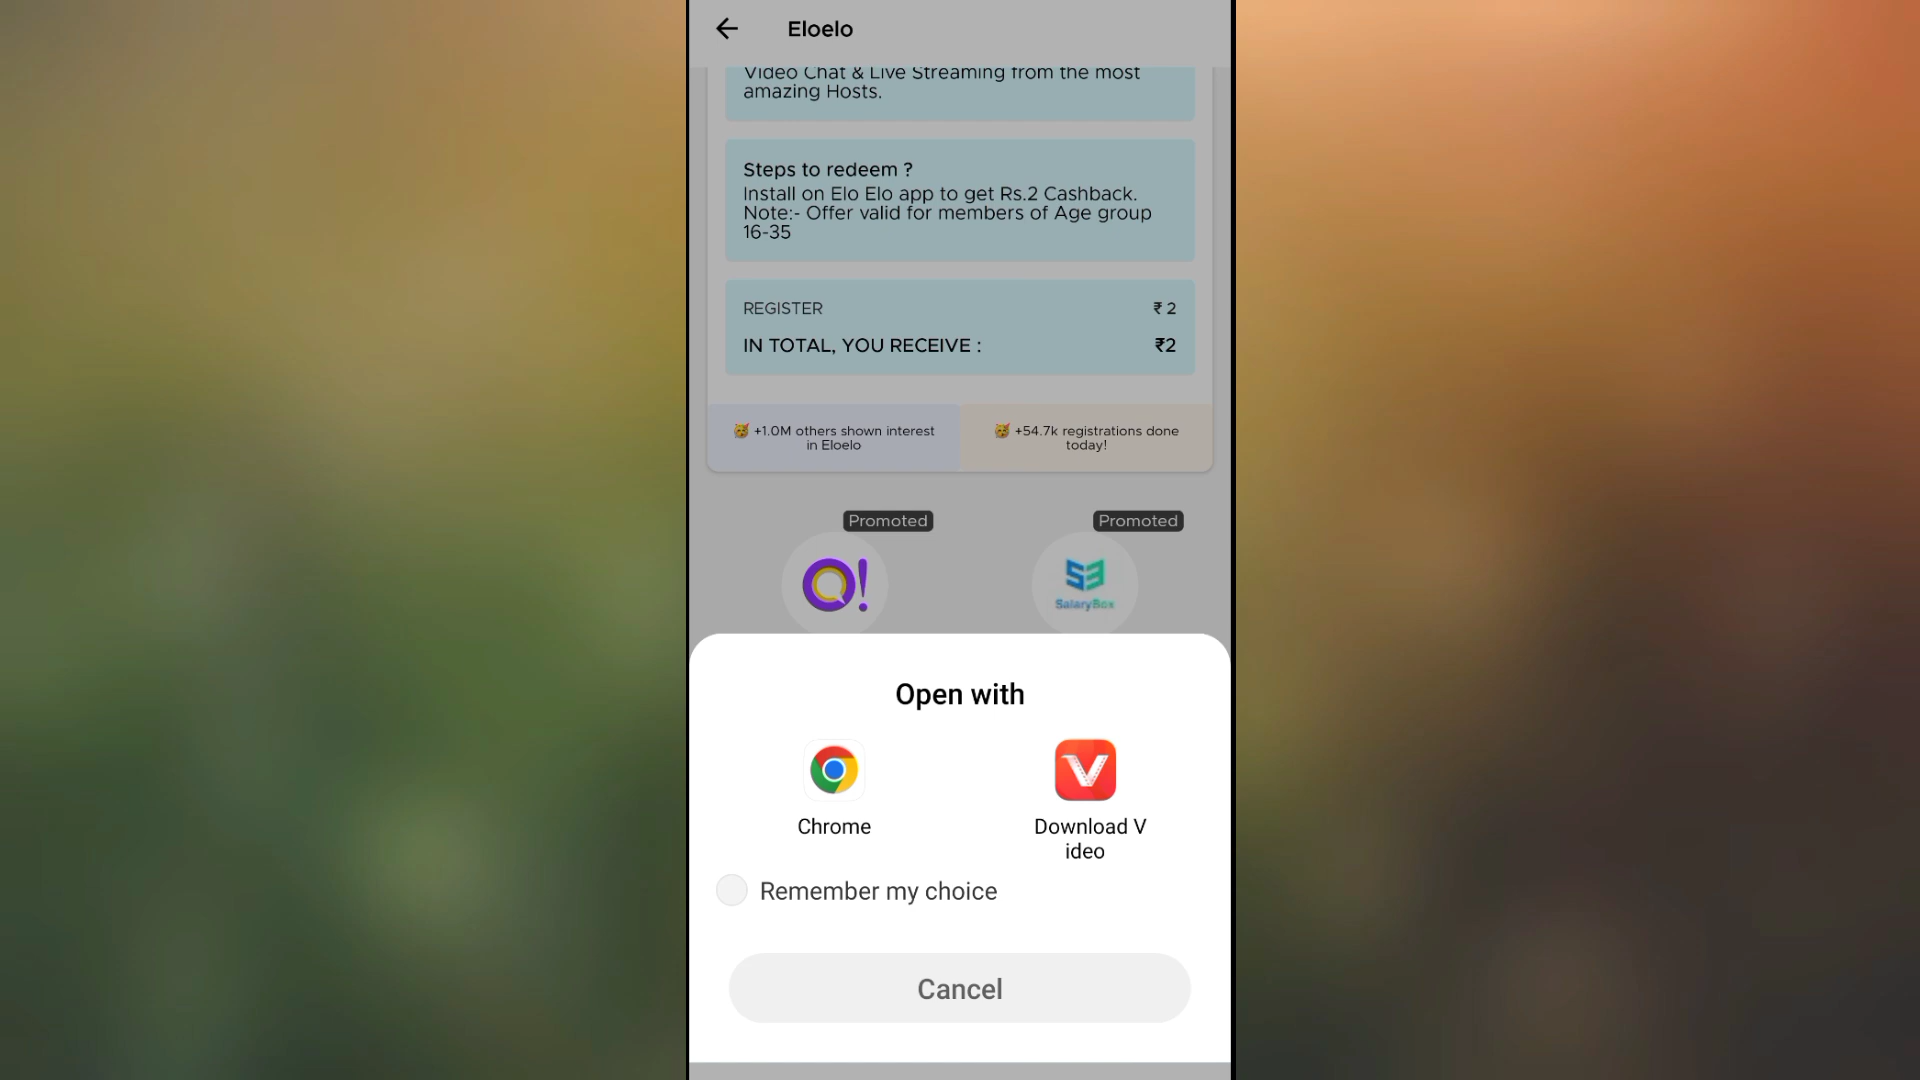 Eloelo
Video Chat & Live Streaming from the most
amazing Hosts.
Steps to redeem ?
Install on Elo Elo app to get Rs.2 Cashback.
Note:- Offer valid for members of Age group
16-35
REGISTER ₹ 2
IN TOTAL, YOU RECEIVE : ₹2
🥳 +1.0M others shown interest
in Eloelo
🥳 +54.7k registrations done
today!
Promoted
Promoted
Q!
SalaryBox
Open with
Chrome
Download V
ideo
Remember my choice
Cancel